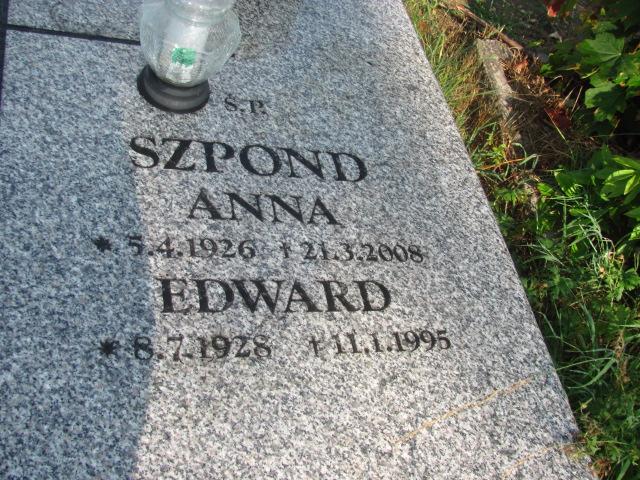 Ś.P.
SZPOND
ANNA
* 5.4.1926 † 21.3.2008
EDWARD
* 8.7.1928 † 11.1.1995